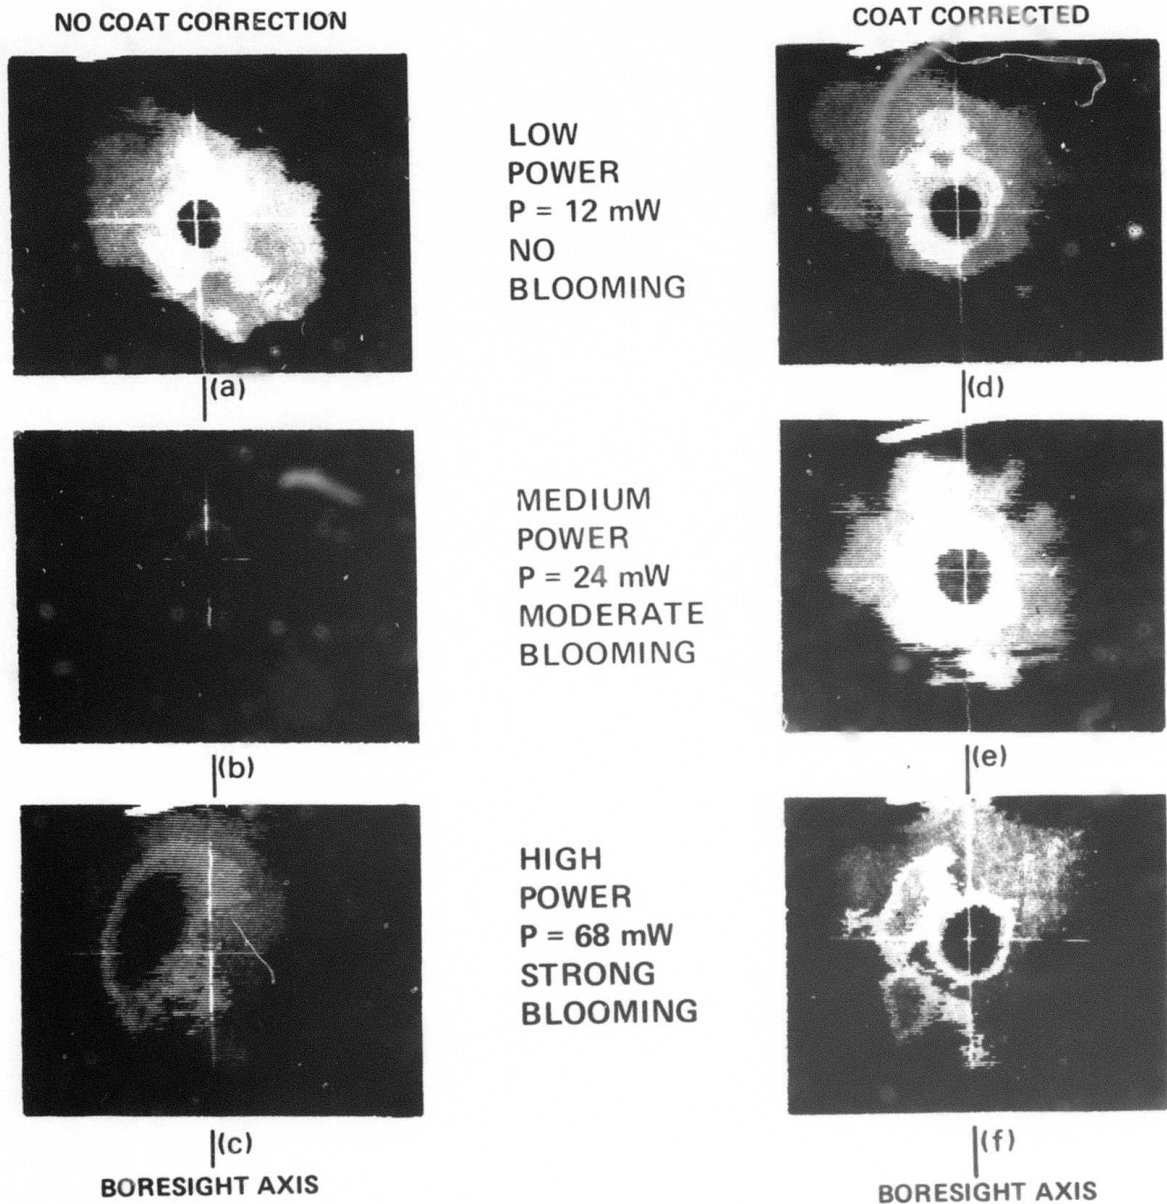 NO COAT CORRECTION
COAT CORRECTED
LOW
POWER
P = 12 mW
NO
BLOOMING
(a)
(d)
MEDIUM
POWER
P = 24 mW
MODERATE
BLOOMING
(b)
(e)
HIGH
POWER
P = 68 mW
STRONG
BLOOMING
(c)
(f)
BORESIGHT AXIS
BORESIGHT AXIS